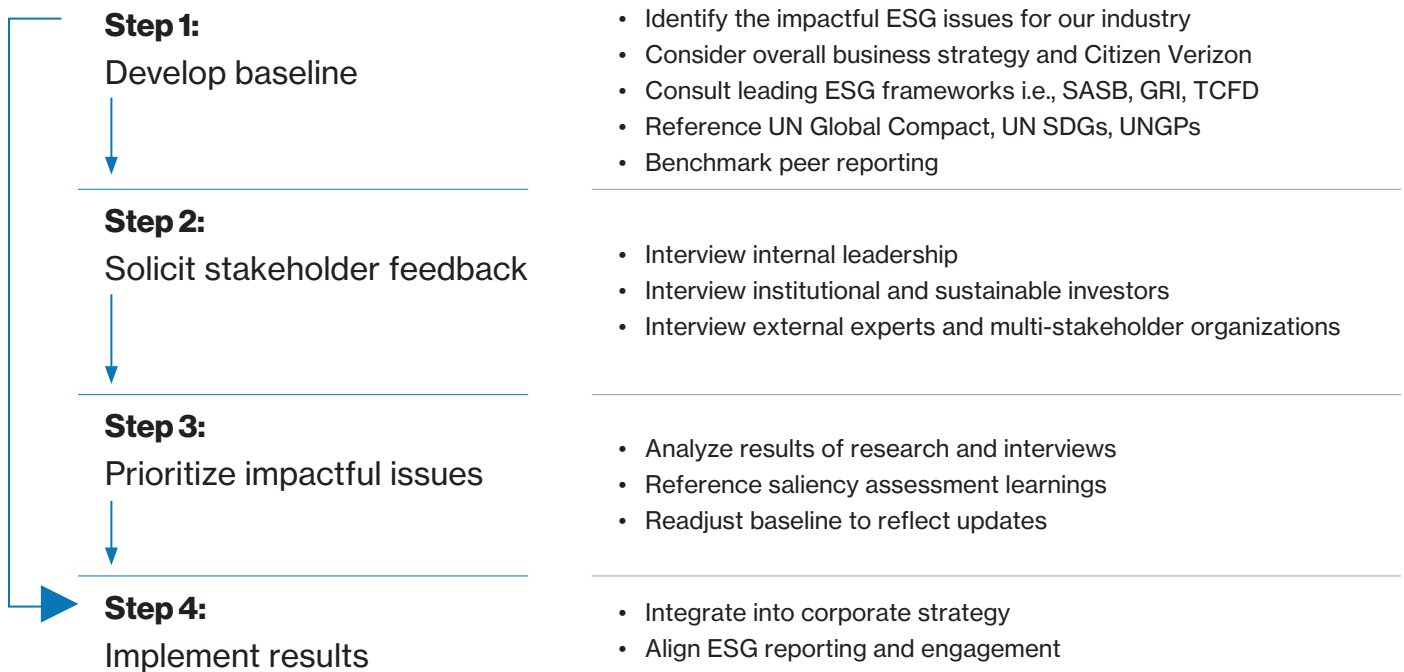 Step 1:
Develop baseline
• Identify the impactful ESG issues for our industry
• Consider overall business strategy and Citizen Verizon
• Consult leading ESG frameworks i.e., SASB, GRI, TCFD
• Reference UN Global Compact, UN SDGs, UNGPs
• Benchmark peer reporting
Step 2:
Solicit stakeholder feedback
• Interview internal leadership
• Interview institutional and sustainable investors
• Interview external experts and multi-stakeholder organizations
Step 3:
Prioritize impactful issues
• Analyze results of research and interviews
• Reference saliency assessment learnings
• Readjust baseline to reflect updates
Step 4:
Implement results
• Integrate into corporate strategy
• Align ESG reporting and engagement